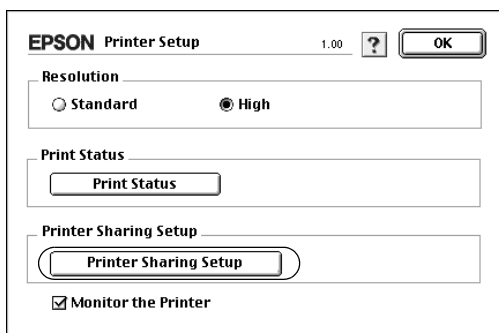 EPSON Printer Setup 1.00 ? OK
Resolution
Standard High
Print Status
Print Status
Printer Sharing Setup
Printer Sharing Setup
Monitor the Printer